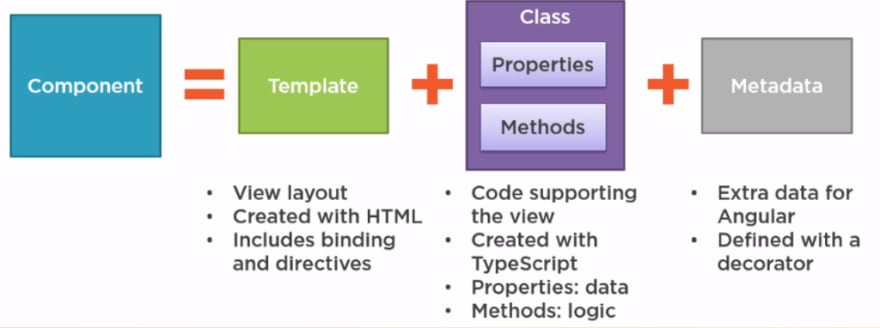 Component
=
Template
+
Class
Properties
Methods
+
Metadata
• View layout
• Created with HTML
• Includes binding
and directives
• Code supporting
the view
• Created with
TypeScript
• Properties: data
• Methods: logic
• Extra data for
Angular
• Defined with a
decorator